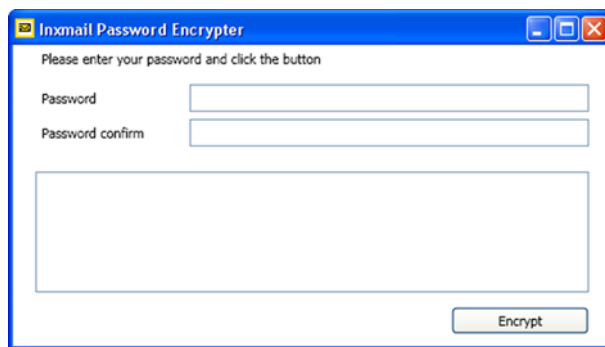 Inxmail Password Encrypter
Please enter your password and click the button
Password
Password confirm
Encrypt